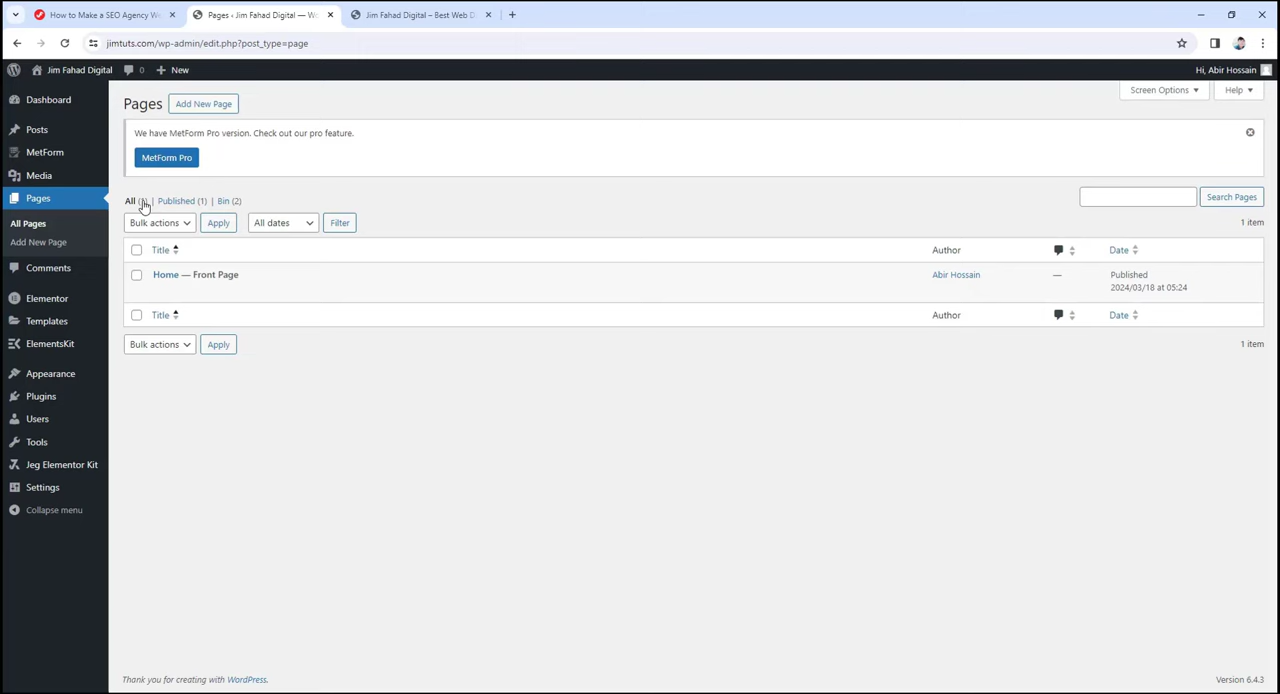 How to Make a SEO Agency We
Pages ‹ Jim Fahad Digital — Wo
Jim Fahad Digital – Best Web D
jimtuts.com/wp-admin/edit.php?post_type=page
Jim Fahad Digital
0
New
Hi, Abir Hossain
Dashboard
Posts
MetForm
Media
Pages
All Pages
Add New Page
Comments
Elementor
Templates
ElementsKit
Appearance
Plugins
Users
Tools
Jeg Elementor Kit
Settings
Collapse menu
Pages
Add New Page
Screen Options
Help
We have MetForm Pro version. Check out our pro feature.
MetForm Pro
All | Published (1) | Bin (2)
Search Pages
Bulk actions
Apply
All dates
Filter
1 item
Title
Author
Date
Home — Front Page
Abir Hossain
—
Published
2024/03/18 at 05:24
Title
Author
Date
Bulk actions
Apply
1 item
Thank you for creating with WordPress.
Version 6.4.3